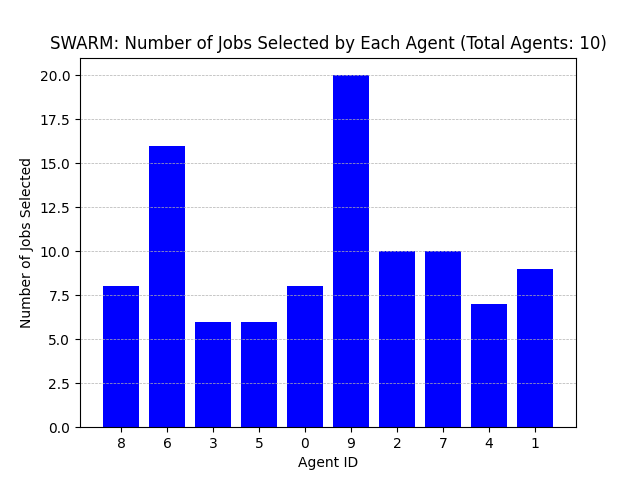 SWARM: Number of Jobs Selected by Each Agent (Total Agents: 10)
Number of Jobs Selected
20.0
17.5
15.0
12.5
10.0
7.5
5.0
2.5
0.0
8 6 3 5 0 9 2 7 4 1
Agent ID